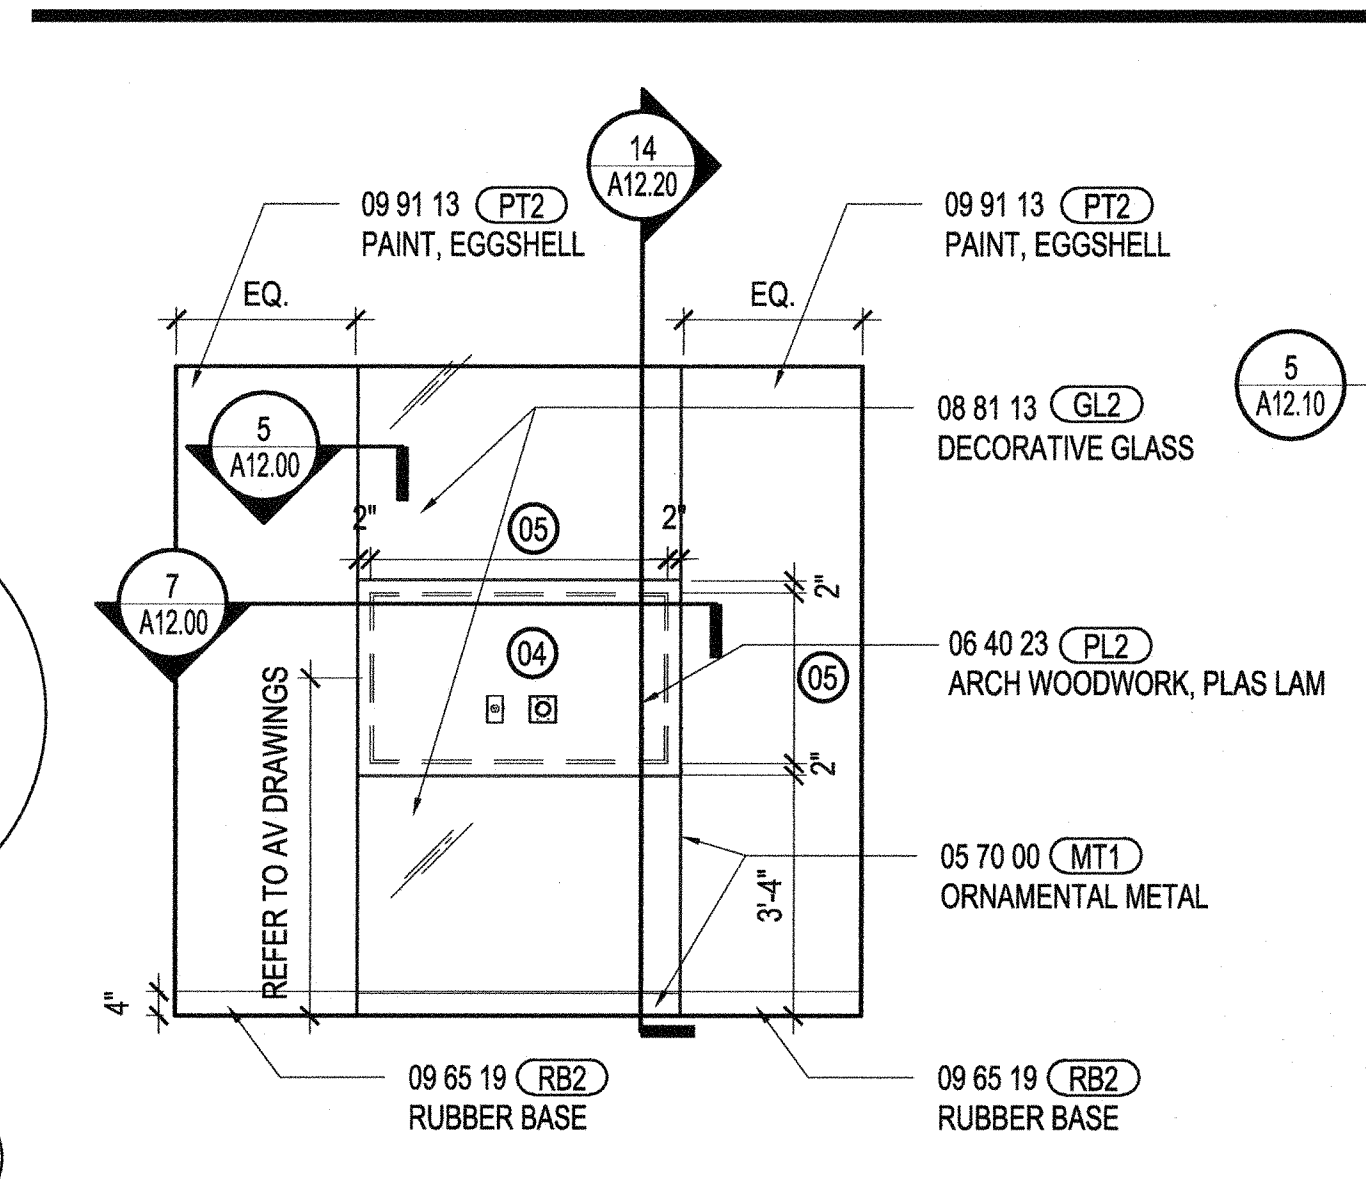 14
A12.20
09 91 13 PT2
PAINT, EGGSHELL
09 91 13 PT2
PAINT, EGGSHELL
EQ.
EQ.
5
A12.10
08 81 13 GL2
DECORATIVE GLASS
5
A12.00
2"
05
2"
2"
7
A12.00
04
06 40 23 PL2
ARCH WOODWORK, PLAS LAM
05
REFER TO AV DRAWINGS
2"
05 70 00 MT1
ORNAMENTAL METAL
3'-4"
4"
09 65 19 RB2
RUBBER BASE
09 65 19 RB2
RUBBER BASE